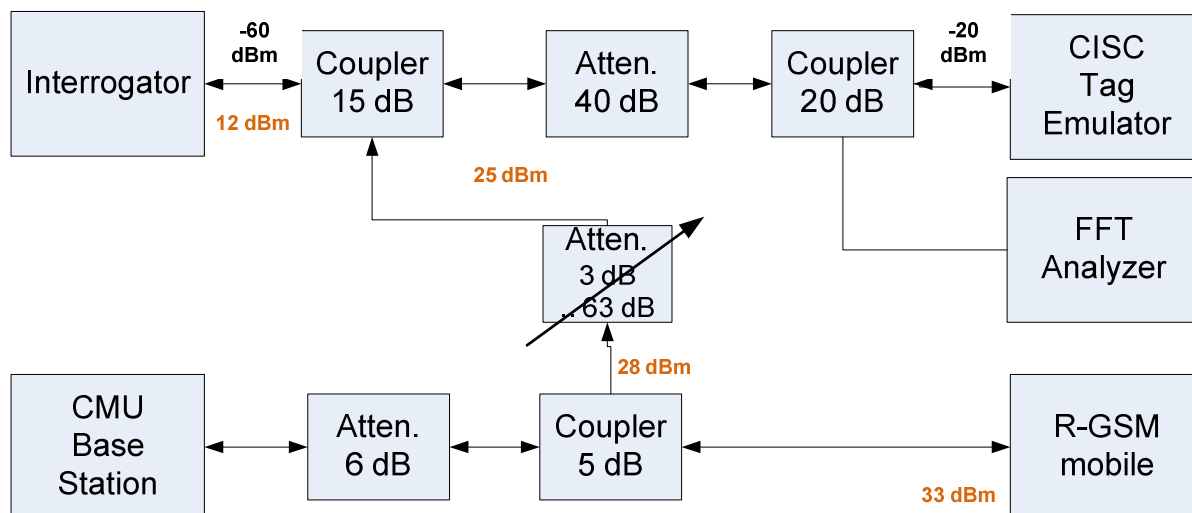 -60
dBm
-20
dBm
Interrogator
Coupler
15 dB
Atten.
40 dB
Coupler
20 dB
CISC
Tag
Emulator
12 dBm
25 dBm
Atten.
3 dB
.. 63 dB
FFT
Analyzer
28 dBm
CMU
Base
Station
Atten.
6 dB
Coupler
5 dB
R-GSM
mobile
33 dBm